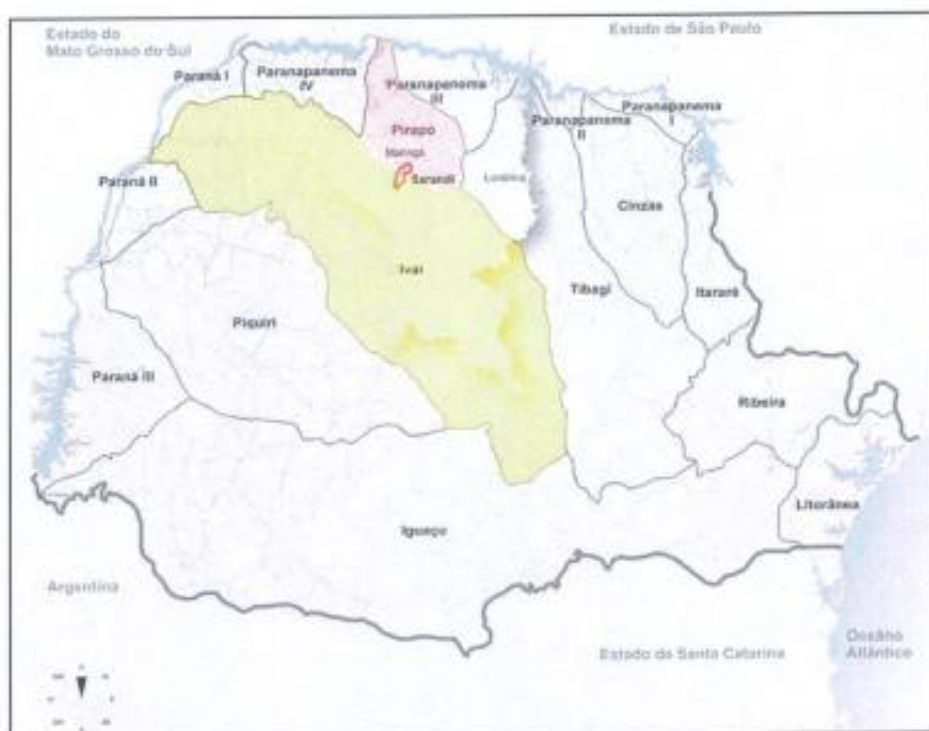 Estado do
Mato Grosso do Sul
Estado de São Paulo
Paraná I
Paranapanema
IV
Paranapanema
III
Paranapanema
I
Paranapanema
II
Pirapó
Maringá
Sarandi
Londrina
Paraná II
Cinzas
Ivaí
Tibagi
Itararé
Piquiri
Paraná III
Ribeira
Litorânea
Iguaçu
Argentina
Estado de Santa Catarina
Oceano
Atlântico